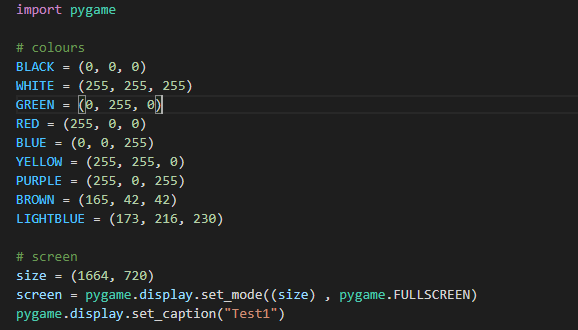 import pygame
# colours
BLACK = (0, 0, 0)
WHITE = (255, 255, 255)
GREEN = (0, 255, 0)
RED = (255, 0, 0)
BLUE = (0, 0, 255)
YELLOW = (255, 255, 0)
PURPLE = (255, 0, 255)
BROWN = (165, 42, 42)
LIGHTBLUE = (173, 216, 230)
# screen
size = (1664, 720)
screen = pygame.display.set_mode((size) , pygame.FULLSCREEN)
pygame.display.set_caption("Test1")